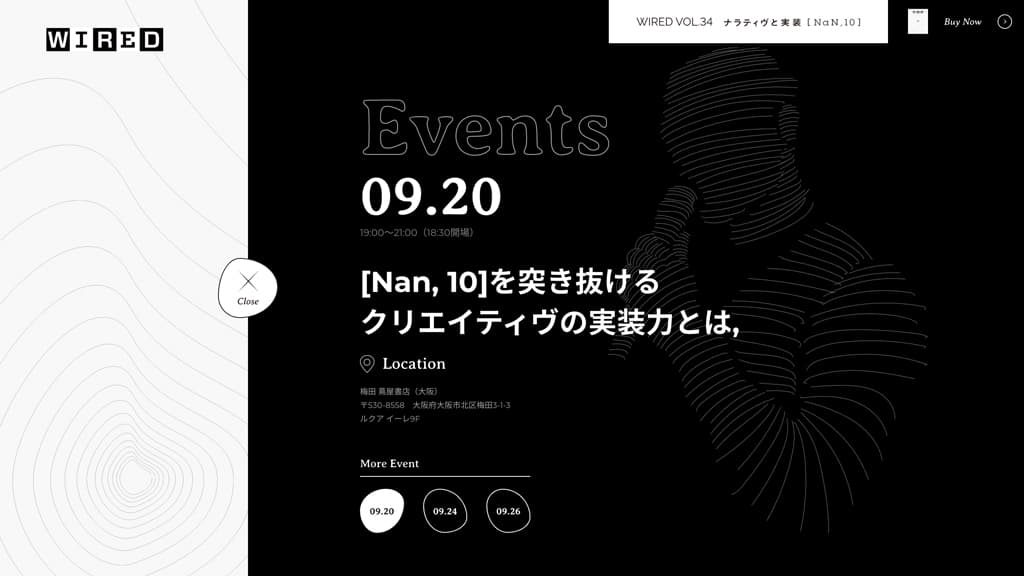 WIRED
WIRED VOL.34 ナラティヴと実装 [NaN,10]
Buy Now
Events
09.20
19:00〜21:00（18:30開場）
[Nan, 10]を突き抜ける
クリエイティヴの実装力とは,
Close
Location
梅田 蔦屋書店（大阪）
〒530-8558 大阪府大阪市北区梅田3-1-3
ルクア イーレ9F
More Event
09.20
09.24
09.26